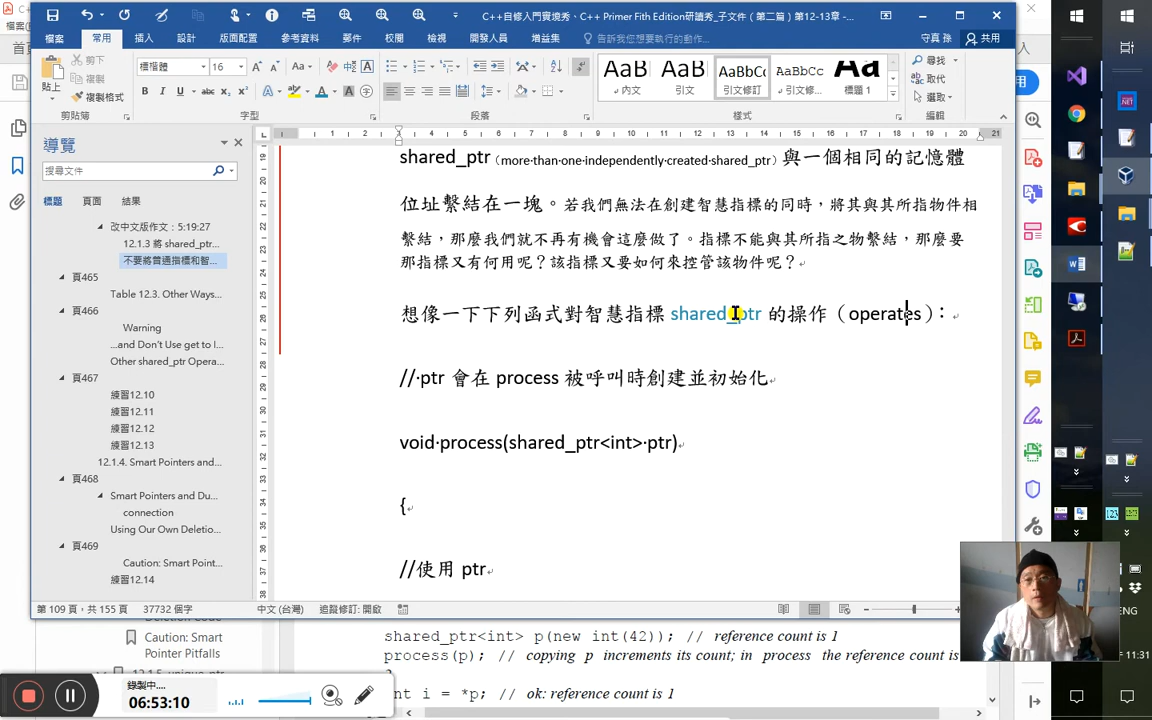 C++自修入門實境秀、C++ Primer Fith Edition研讀秀_子文件（第二篇）第12-13章 -...
檔案
常用
插入
設計
版面配置
參考資料
郵件
校閱
檢視
開發人員
增益集
告訴我您想要執行的動作...
守真 孫
共用
貼上
剪下
複製
複製格式
剪貼簿
標楷體
16
字型
段落
AaB
AaB
AaBbCc
AaBbCc
AaB
內文
引文
引文修訂
引文修...
標題 1
樣式
尋找
取代
選取
編輯
導覽
搜尋文件
標題
頁面
結果
改中文版作文：5:19:27
12.1.3 將 shared_ptr...
不要將普通指標和智...
頁465
Table 12.3. Other Ways...
頁466
Warning
...and Don't Use get to I...
Other shared_ptr Opera...
頁467
練習12.10
練習12.11
練習12.12
練習12.13
12.1.4. Smart Pointers and...
頁468
Smart Pointers and Du...
connection
Using Our Own Deletio...
頁469
Caution: Smart Point...
練習12.14
shared_ptr（more·than·one·independently·created·shared_ptr）與一個相同的記憶體
位址繫結在一塊。若我們無法在創建智慧指標的同時，將其與其所指物件相
繫結，那麼我們就不再有機會這麼做了。指標不能與其所指之物繫結，那麼要
那指標又有何用呢？該指標又要如何來控管該物件呢？
想像一下下列函式對智慧指標 shared_ptr 的操作（operates）：
//·ptr 會在 process 被呼叫時創建並初始化
void·process(shared_ptr<int>·ptr)
{
//使用 ptr
第 109 頁，共 155 頁
37732 個字
中文 (台灣)
追蹤修訂: 開啟
Caution: Smart
Pointer Pitfalls
shared_ptr<int> p(new int(42)); // reference count is 1
process(p); // copying p increments its count; in process the reference count is
int i = *p; // ok: reference count is 1
錄製中....
06:53:10
ENG
11:31